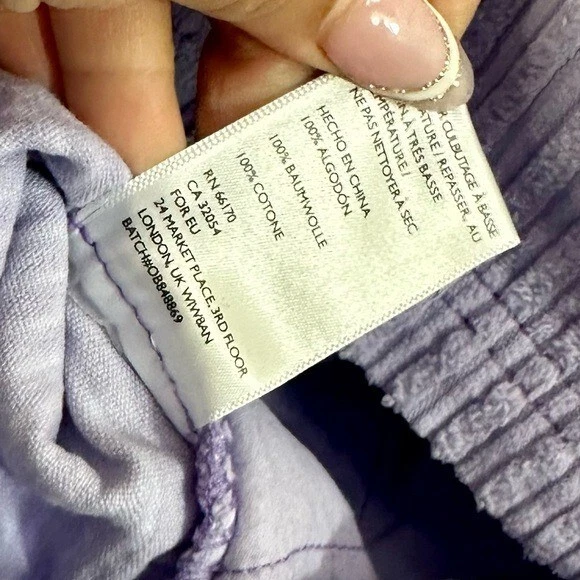 CULBUTAGE À BASSE
TEMPÉRATURE / REPASSER, AU
À TRÈS BASSE
TEMPÉRATURE /
NE PAS NETTOYER À SEC.
HECHO EN CHINA
100% ALGODÓN
100% BAUMWOLLE
100% COTONE
RN 66170
CA 32054
FOR EU
24 MARKET PLACE, 3RD FLOOR
LONDON, UK W1W8AN
BATCH#OB848869